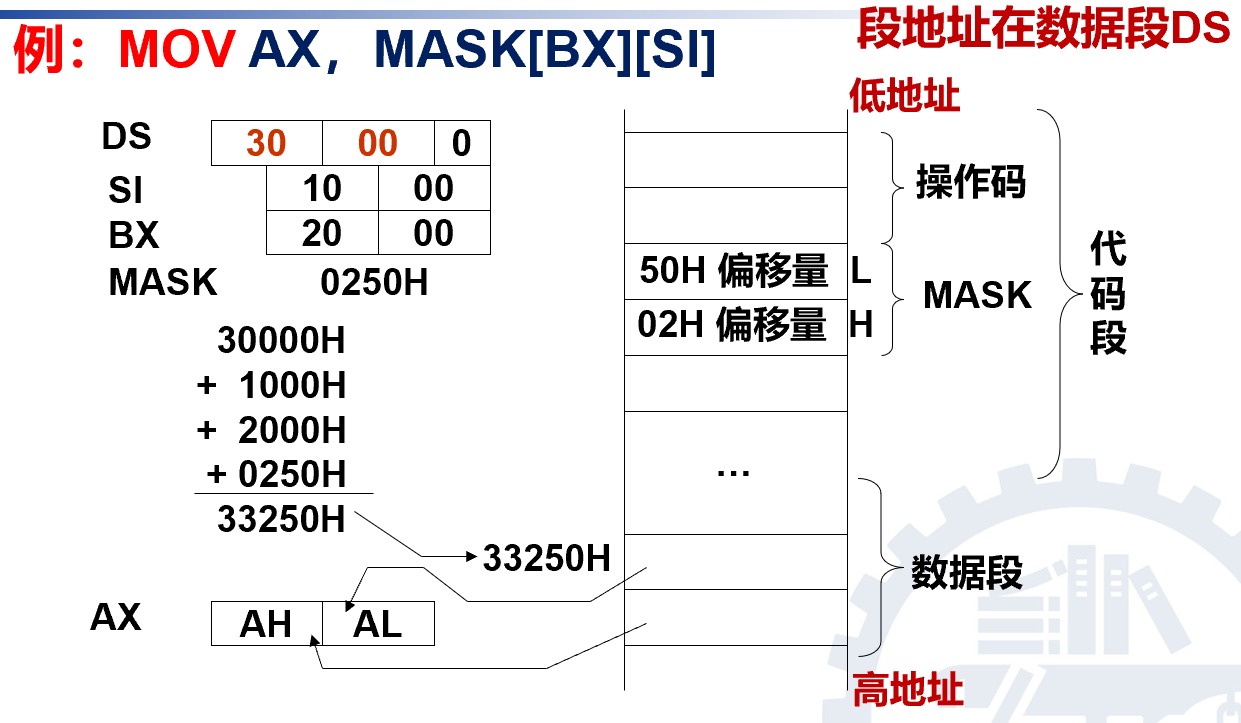 例：MOV AX，MASK[BX][SI]
段地址在数据段DS
低地址
DS 30 00 0
SI 10 00
BX 20 00
MASK 0250H
30000H
+ 1000H
+ 2000H
+ 0250H
33250H
33250H
AX AH AL
操作码
50H 偏移量 L
02H 偏移量 H
MASK
代码段
...
数据段
高地址